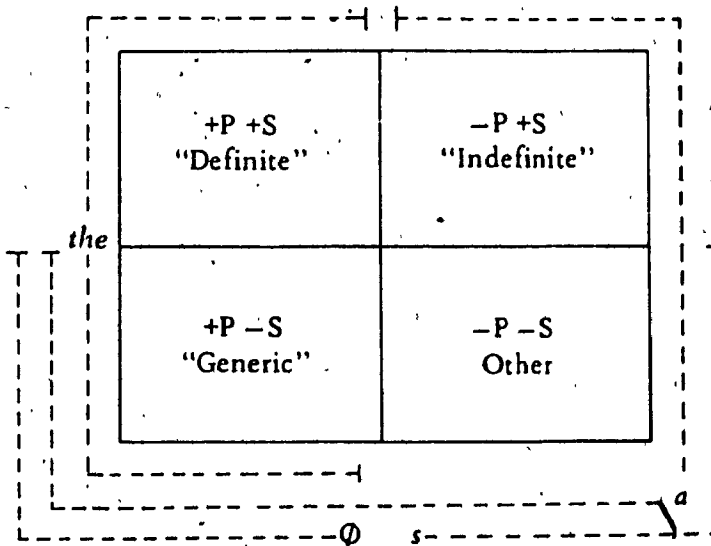 +P +S
"Definite"
−P +S
"Indefinite"
the
+P −S
"Generic"
−P −S
Other
a
Ø s